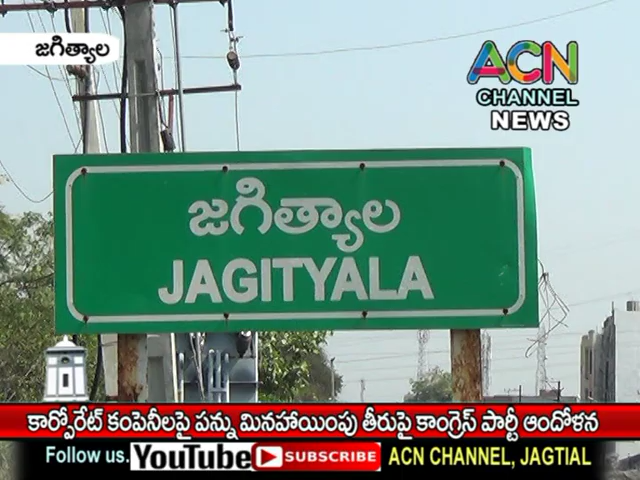 జగిత్యాల
ACN
CHANNEL
NEWS
జగిత్యాల
JAGITYALA
కార్పోరేట్ కంపెనీలపై పన్ను మినహాయింపు తీరుపై కాంగ్రెస్ పార్టీ ఆందోళన
Follow us. YouTube SUBSCRIBE ACN CHANNEL, JAGTIAL